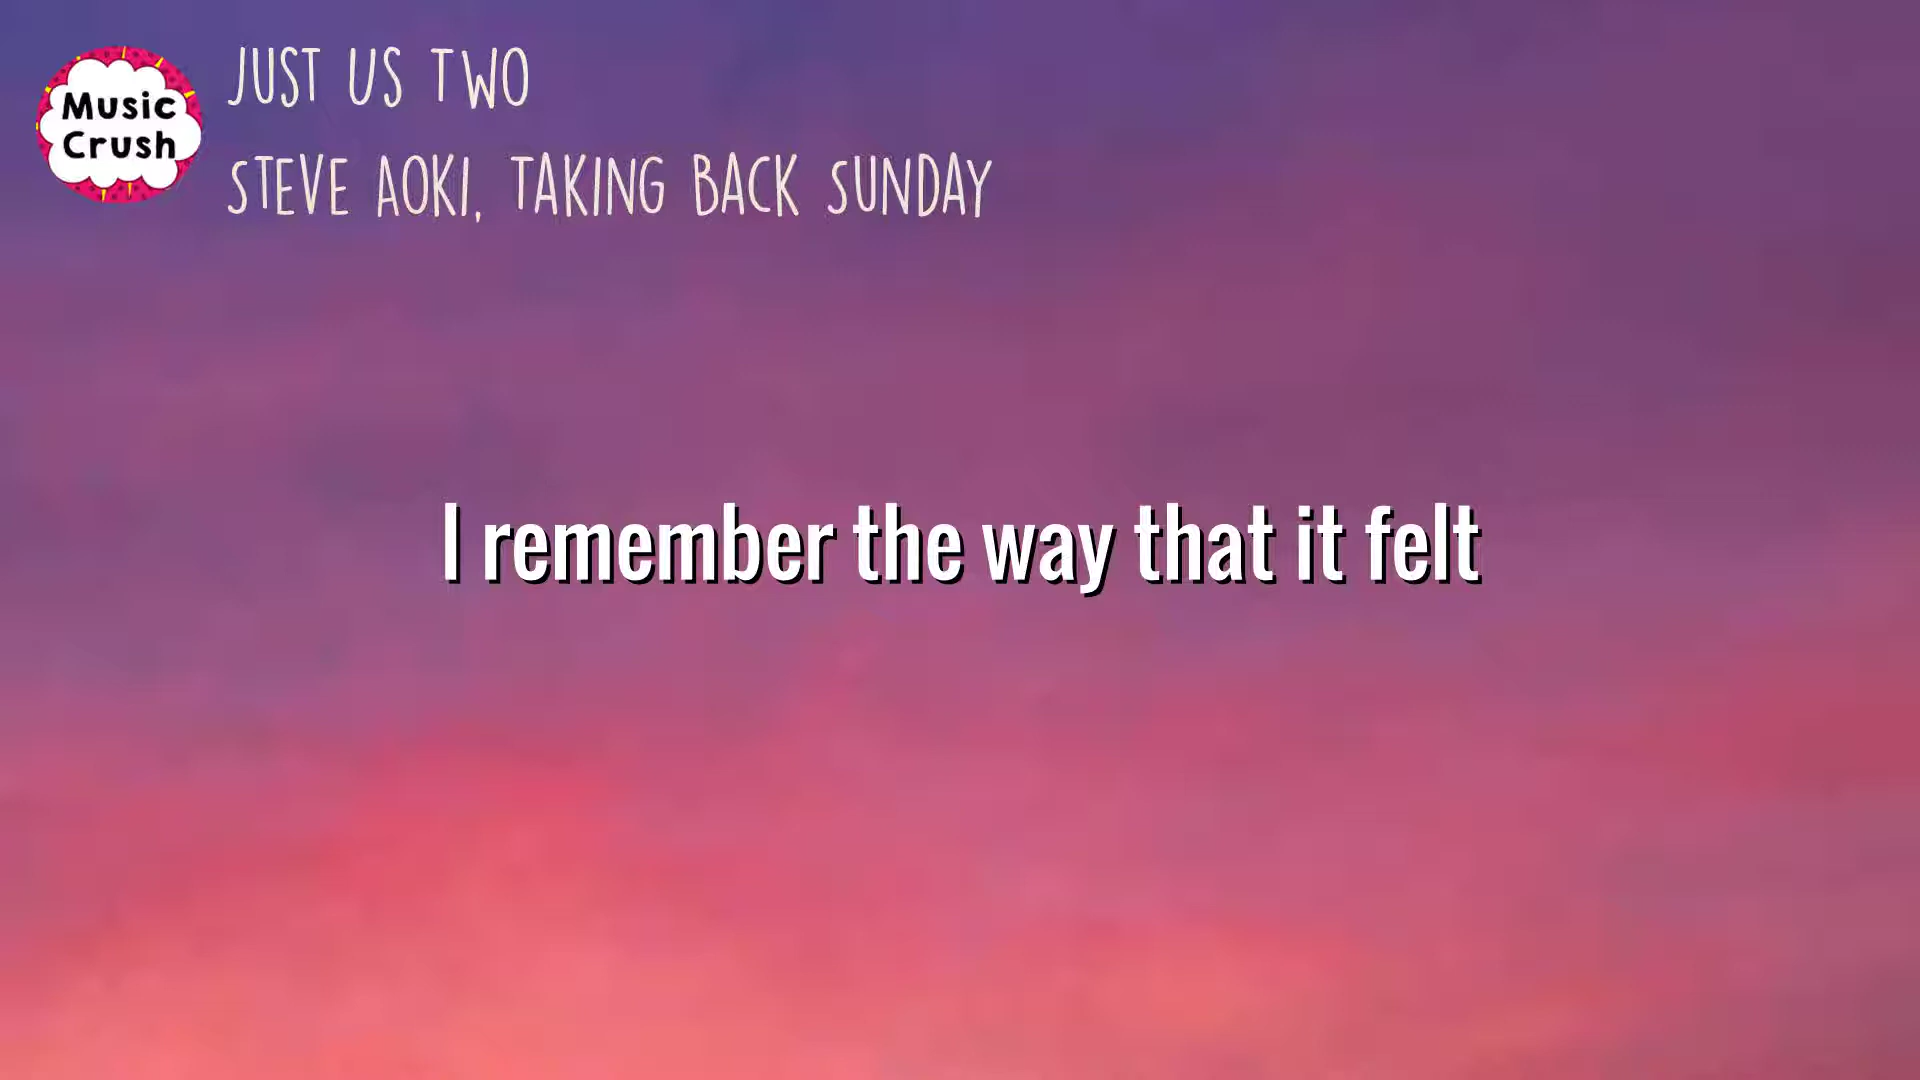 Music
Crush
JUST US TWO
STEVE AOKI, TAKING BACK SUNDAY
I remember the way that it felt